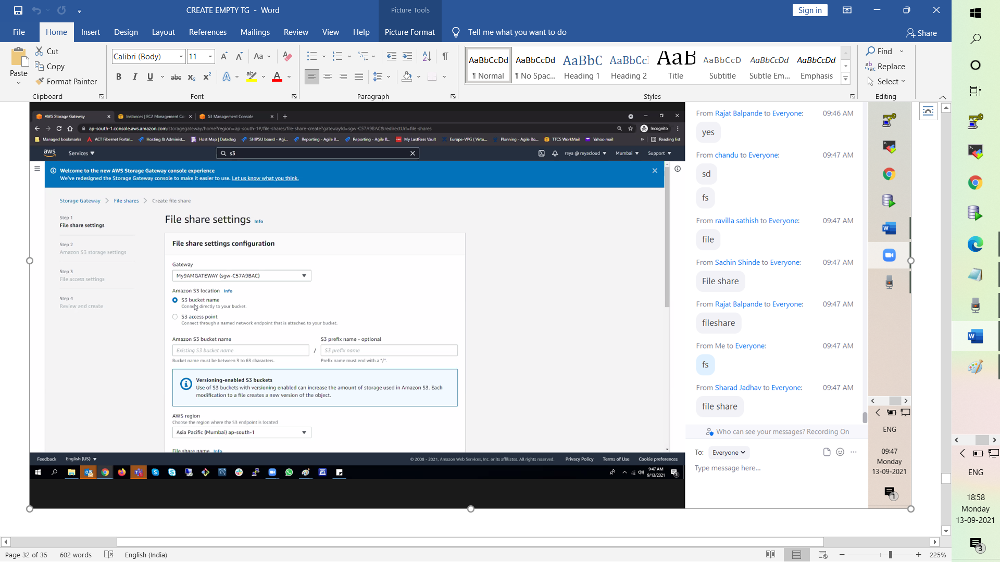 CREATE EMPTY TG - Word
Picture Tools
Sign in
File Home Insert Design Layout References Mailings Review View Help Picture Format Tell me what you want to do Share
Paste
Cut
Copy
Format Painter
Clipboard
Calibri (Body) 11
Font
Paragraph
AaBbCcDd AaBbCcDd AaBbC AaBbCc AaB AaBbCcD AaBbCcDd AaBbCcDd
¶ Normal ¶ No Spac... Heading 1 Heading 2 Title Subtitle Subtle Em... Emphasis
Styles
Find
Replace
Select
Editing
AWS Storage Gateway Instances | EC2 Management Co S3 Management Console
ap-south-1.console.aws.amazon.com/storagegateway/home?region=ap-south-1#/file-shares/file-share-create?gatewayId=sgw-C57A9BAC&redirectUrl=file-shares Incognito
Managed bookmarks ACT Fibernet Portal... Hosting & Administ... Host Map | Datadog SHIPSU board - Agi... Reporting - Agile B... Reporting - Agile B... My LastPass Vault Europe-VPG ( Virtu... Planning - Agile Bo... TTCS WorkMail Yahoo mail » Reading list
aws Services s3 reya @ reyacloud Mumbai Support
Welcome to the new AWS Storage Gateway console experience
We've redesigned the Storage Gateway console to make it easier to use. Let us know what you think.
Storage Gateway File shares Create file share
Step 1
File share settings
Step 2
Amazon S3 storage settings
Step 3
File access settings
Step 4
Review and create
File share settings Info
File share settings configuration
Gateway
My9AMGATEWAY (sgw-C57A9BAC)
Amazon S3 location Info
S3 bucket name
Connect directly to your bucket.
S3 access point
Connect through a named network endpoint that is attached to your bucket.
Amazon S3 bucket name S3 prefix name - optional
Existing S3 bucket name / S3 prefix name
Bucket name must be between 3 to 63 characters. Prefix name must end with a "/".
Versioning-enabled S3 buckets
Use of S3 buckets with versioning enabled can increase the amount of storage used in Amazon S3. Each
modification to a file creates a new version of the object.
AWS region
Choose the region where the S3 endpoint is located
Asia Pacific (Mumbai) ap-south-1
File share name Info
Feedback English (US) © 2008 - 2021, Amazon Web Services, Inc. or its affiliates. All rights reserved. Privacy Policy Terms of Use Cookie preferences
9:47 AM
9/13/2021
From Rajat Balpande to Everyone: 09:46 AM
yes
From chandu to Everyone: 09:47 AM
sd
fs
From ravilla sathish to Everyone: 09:47 AM
file
From Sachin Shinde to Everyone: 09:47 AM
File share
From Rajat Balpande to Everyone: 09:47 AM
fileshare
From Me to Everyone: 09:47 AM
fs
From Sharad Jadhav to Everyone: 09:47 AM
file share
Who can see your messages? Recording On
To: Everyone
Type message here...
ENG
09:47
Monday
13-09-2021
1
ENG
18:58
Monday
13-09-2021
3
Page 32 of 35 602 words English (India) 225%